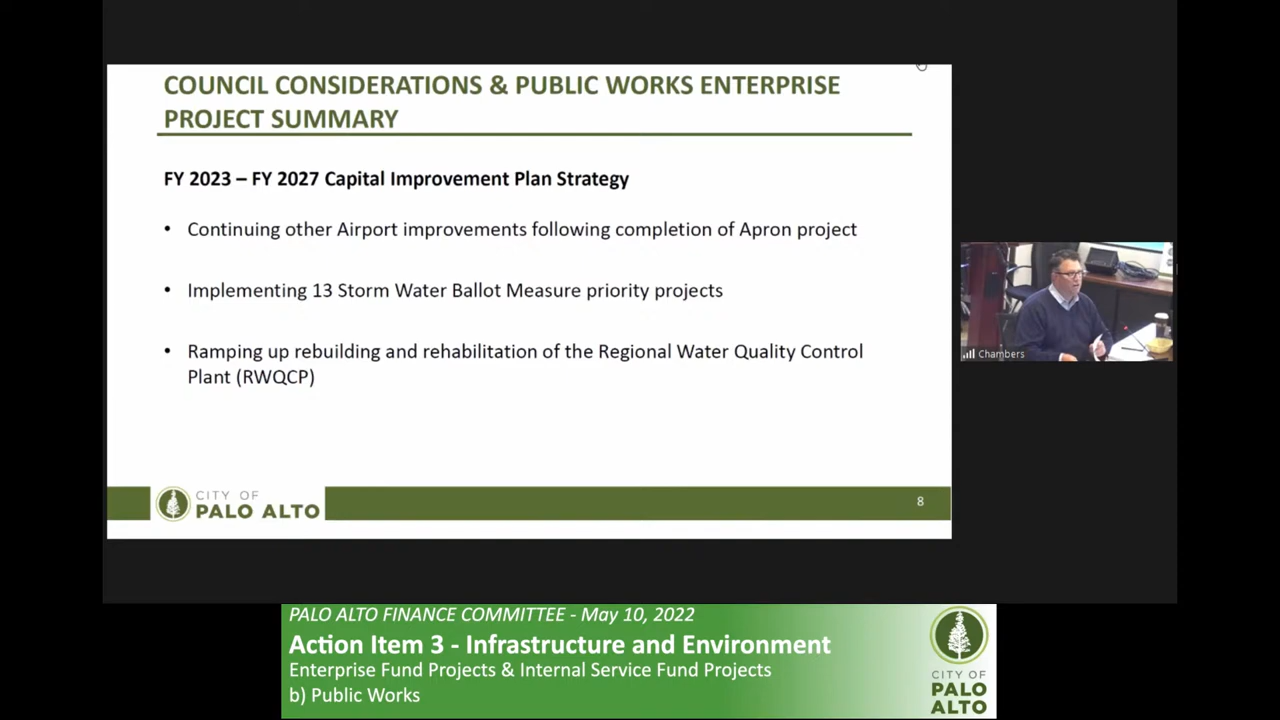 COUNCIL CONSIDERATIONS & PUBLIC WORKS ENTERPRISE
PROJECT SUMMARY
FY 2023 – FY 2027 Capital Improvement Plan Strategy
• Continuing other Airport improvements following completion of Apron project
• Implementing 13 Storm Water Ballot Measure priority projects
• Ramping up rebuilding and rehabilitation of the Regional Water Quality Control
Plant (RWQCP)
CITY OF
PALO ALTO
8
Chambers
PALO ALTO FINANCE COMMITTEE - May 10, 2022
Action Item 3 - Infrastructure and Environment
Enterprise Fund Projects & Internal Service Fund Projects
b) Public Works
CITY OF
PALO
ALTO